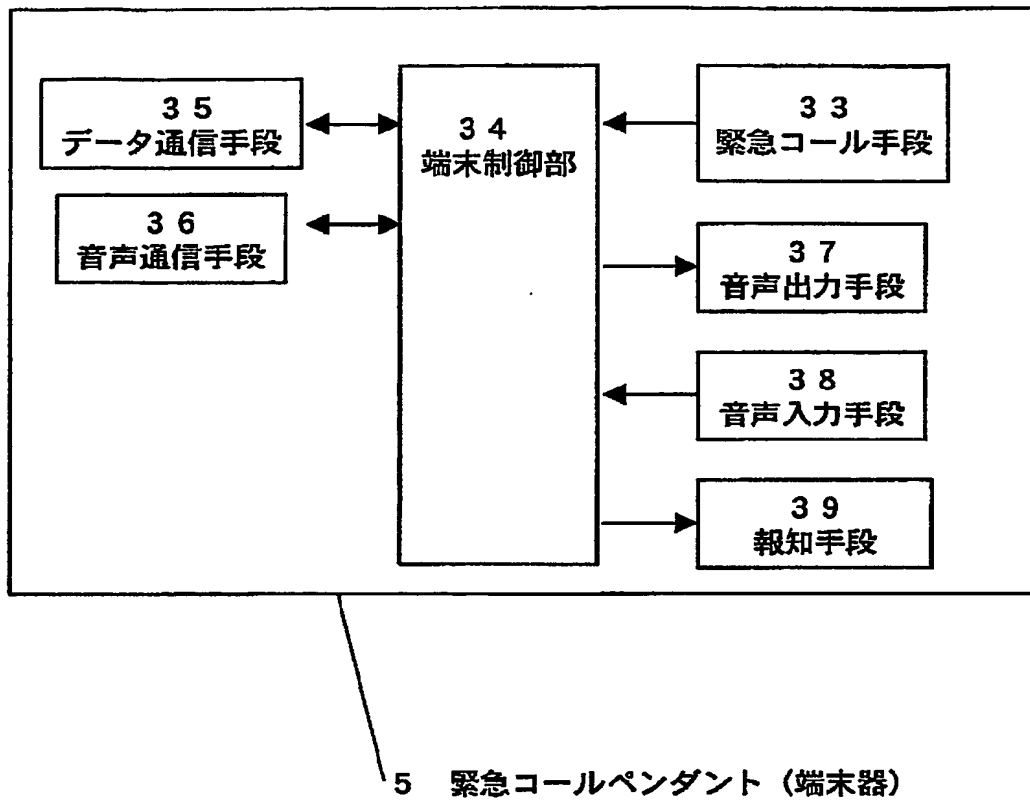 ３５
データ通信手段
３６
音声通信手段
３４
端末制御部
３３
緊急コール手段
３７
音声出力手段
３８
音声入力手段
３９
報知手段
５　緊急コールペンダント（端末器）